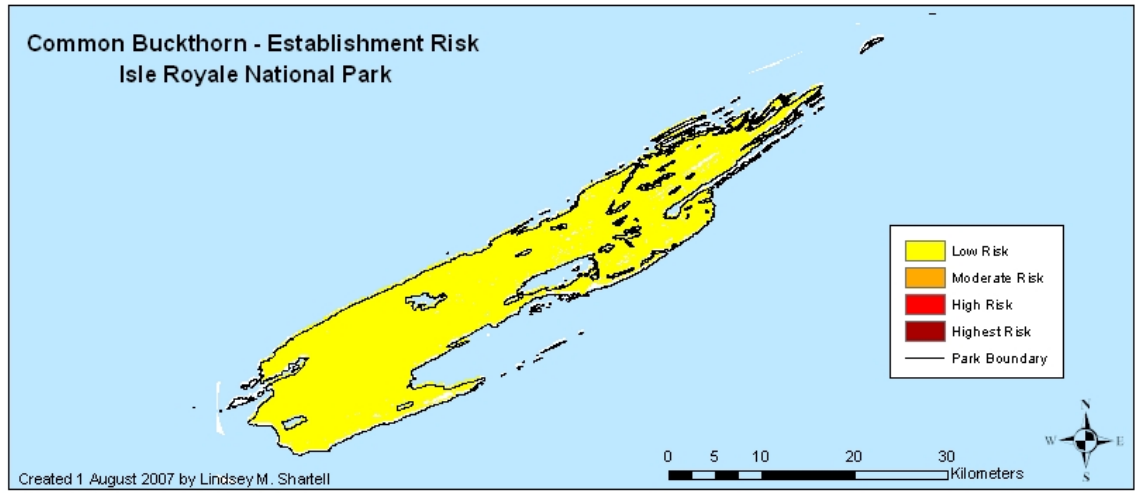 Common Buckthorn - Establishment Risk
Isle Royale National Park
Low Risk
Moderate Risk
High Risk
Highest Risk
Park Boundary
N
W E
S
0 5 10 20 30
Kilometers
Created 1 August 2007 by Lindsey M. Shartell